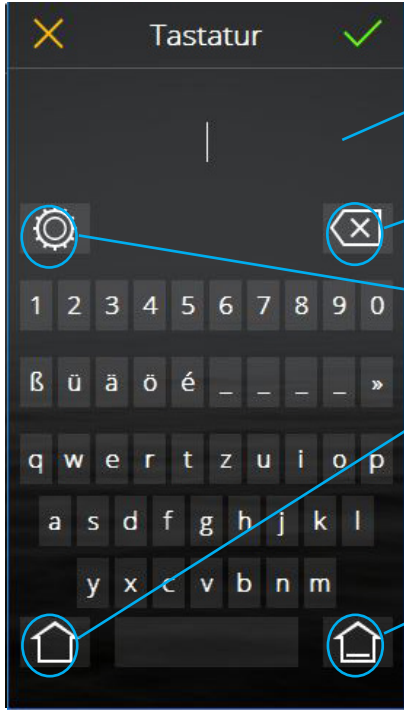 Tastatur
1 2 3 4 5 6 7 8 9 0
ß ü ä ö é _ _ _ _ »
q w e r t z u i o p
a s d f g h j k l
y x c v b n m